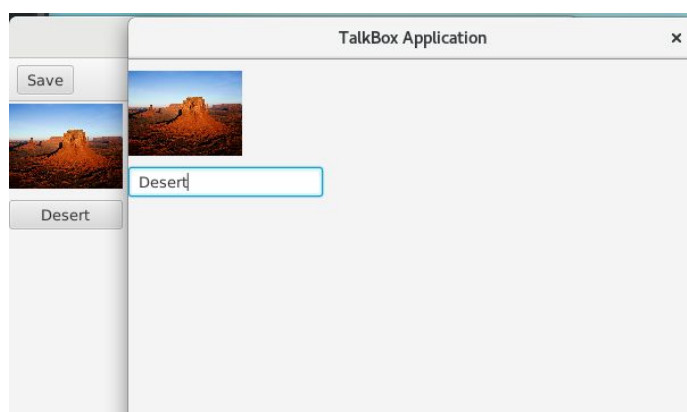 TalkBox Application
×
Save
Desert
Desert